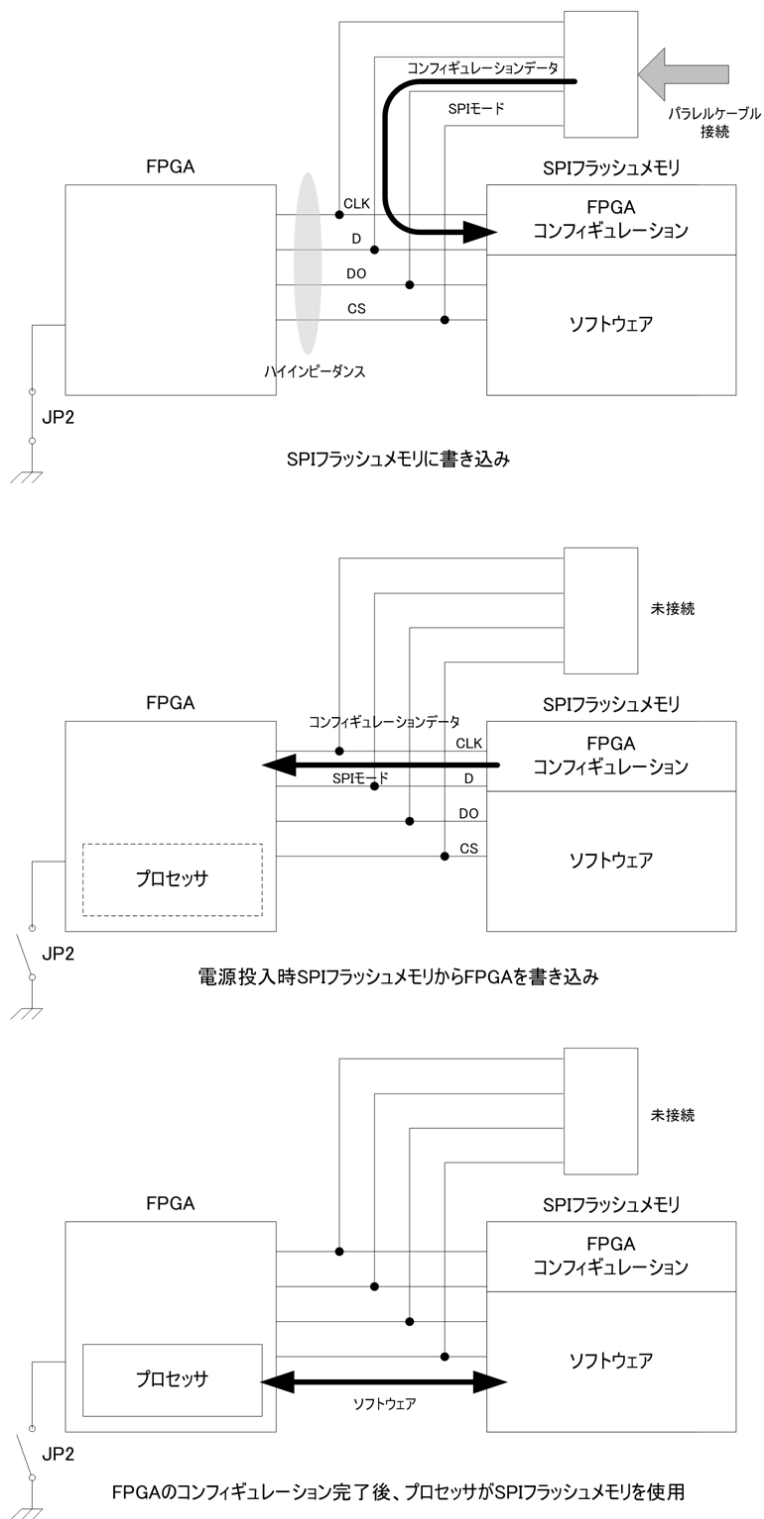 コンフィギュレーションデータ
SPIモード
パラレルケーブル
接続
FPGA
SPIフラッシュメモリ
CLK
D
DO
CS
FPGA
コンフィギュレーション
ソフトウェア
ハイインピーダンス
JP2
SPIフラッシュメモリに書き込み
未接続
FPGA
SPIフラッシュメモリ
コンフィギュレーションデータ
CLK
SPIモード
D
DO
CS
FPGA
コンフィギュレーション
プロセッサ
ソフトウェア
JP2
電源投入時SPIフラッシュメモリからFPGAを書き込み
未接続
FPGA
SPIフラッシュメモリ
FPGA
コンフィギュレーション
プロセッサ
ソフトウェア
ソフトウェア
JP2
FPGAのコンフィギュレーション完了後、プロセッサがSPIフラッシュメモリを使用